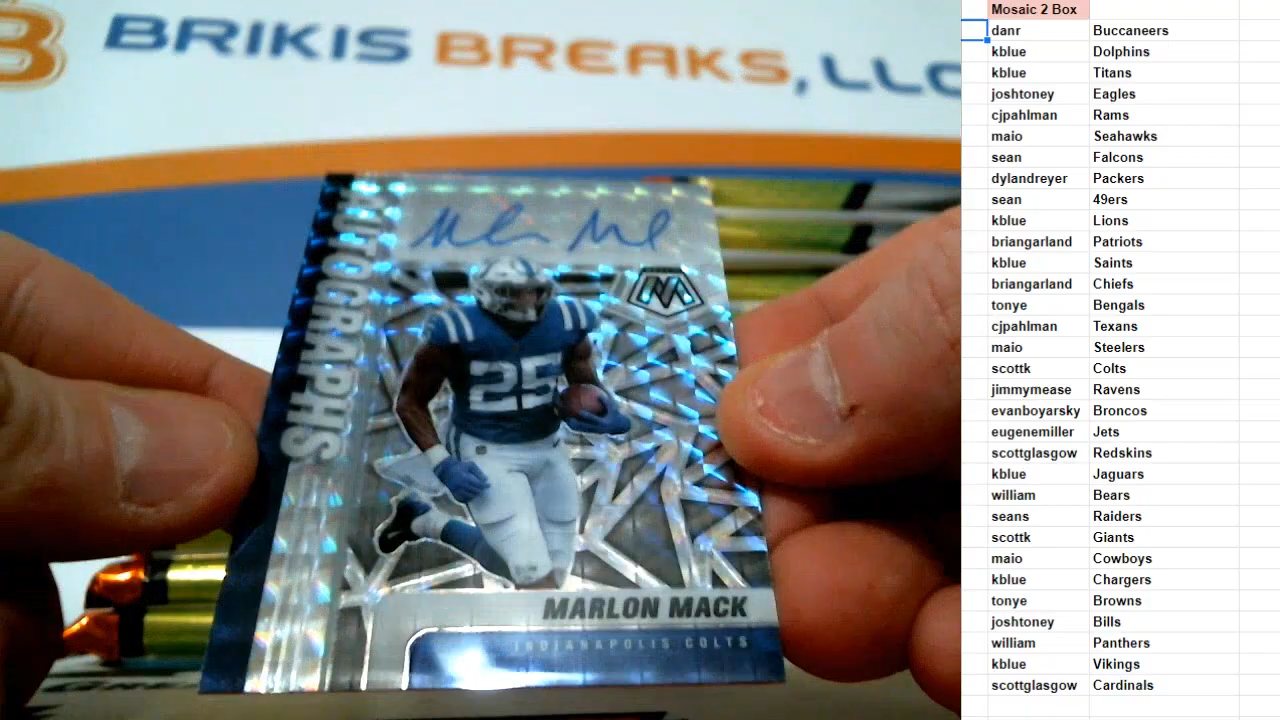 BRIKIS BREAKS, LLC
AUTOGRAPHS
25
MARLON MACK
INDIANAPOLIS COLTS
Mosaic 2 Box
danr Buccaneers
kblue Dolphins
kblue Titans
joshtoney Eagles
cjpahlman Rams
maio Seahawks
sean Falcons
dylandreyer Packers
sean 49ers
kblue Lions
briangarland Patriots
kblue Saints
briangarland Chiefs
tonye Bengals
cjpahlman Texans
maio Steelers
scottk Colts
jimmymease Ravens
evanboyarsky Broncos
eugenemiller Jets
scottglasgow Redskins
kblue Jaguars
william Bears
seans Raiders
scottk Giants
maio Cowboys
kblue Chargers
tonye Browns
joshtoney Bills
william Panthers
kblue Vikings
scottglasgow Cardinals